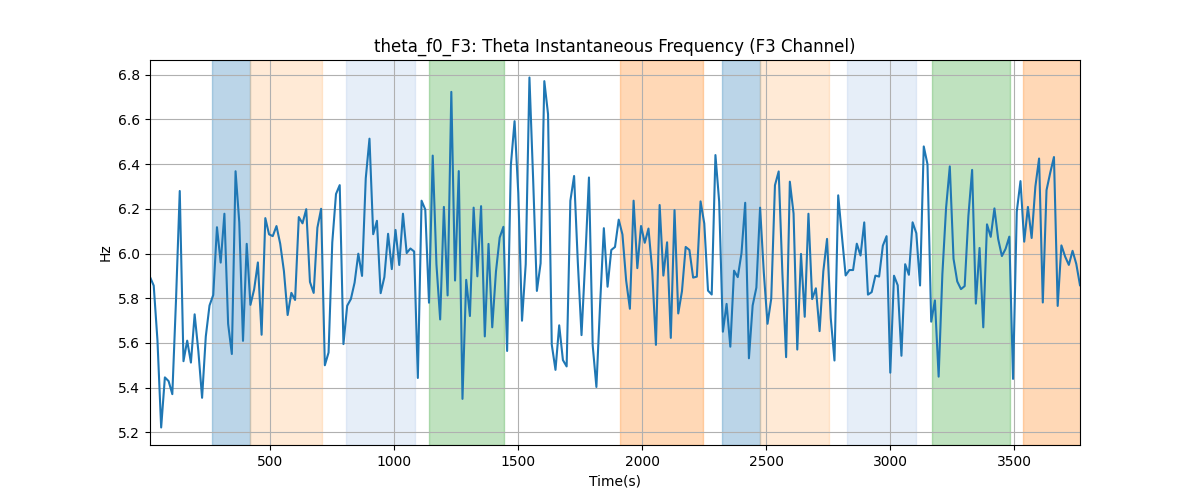 theta_f0_F3: Theta Instantaneous Frequency (F3 Channel)
6.8
6.6
6.4
6.2
6.0
5.8
5.6
5.4
5.2
Hz
500 1000 1500 2000 2500 3000 3500
Time(s)